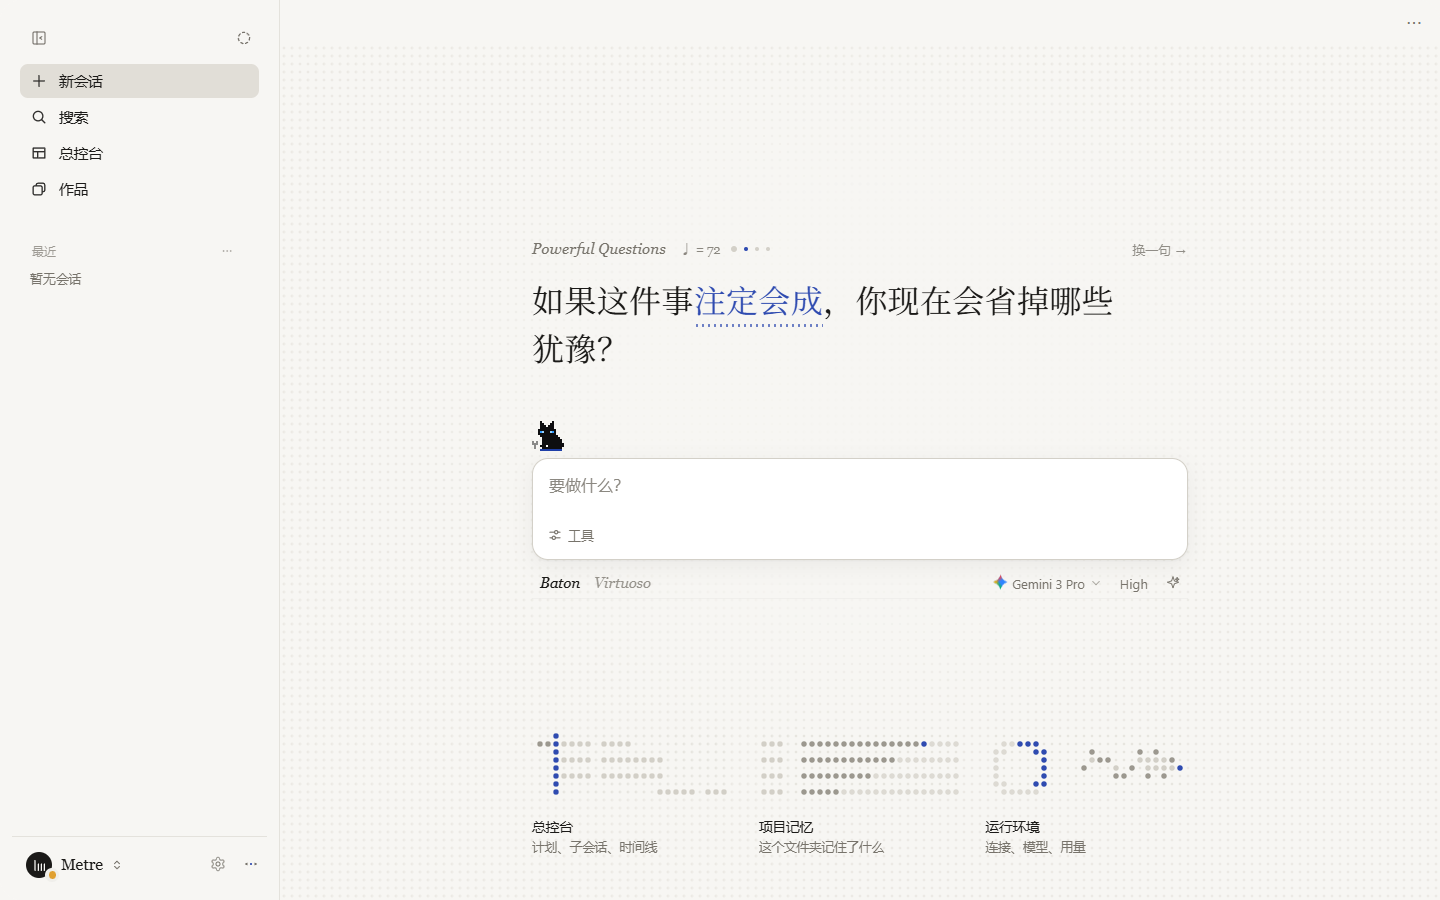 新会话
搜索
总控台
作品
最近
暂无会话
Metre
Powerful Questions ♩ = 72
换一句 →
如果这件事注定会成，你现在会省掉哪些
犹豫？
要做什么？
工具
Baton Virtuoso
Gemini 3 Pro High
总控台
计划、子会话、时间线
项目记忆
这个文件夹记住了什么
运行环境
连接、模型、用量